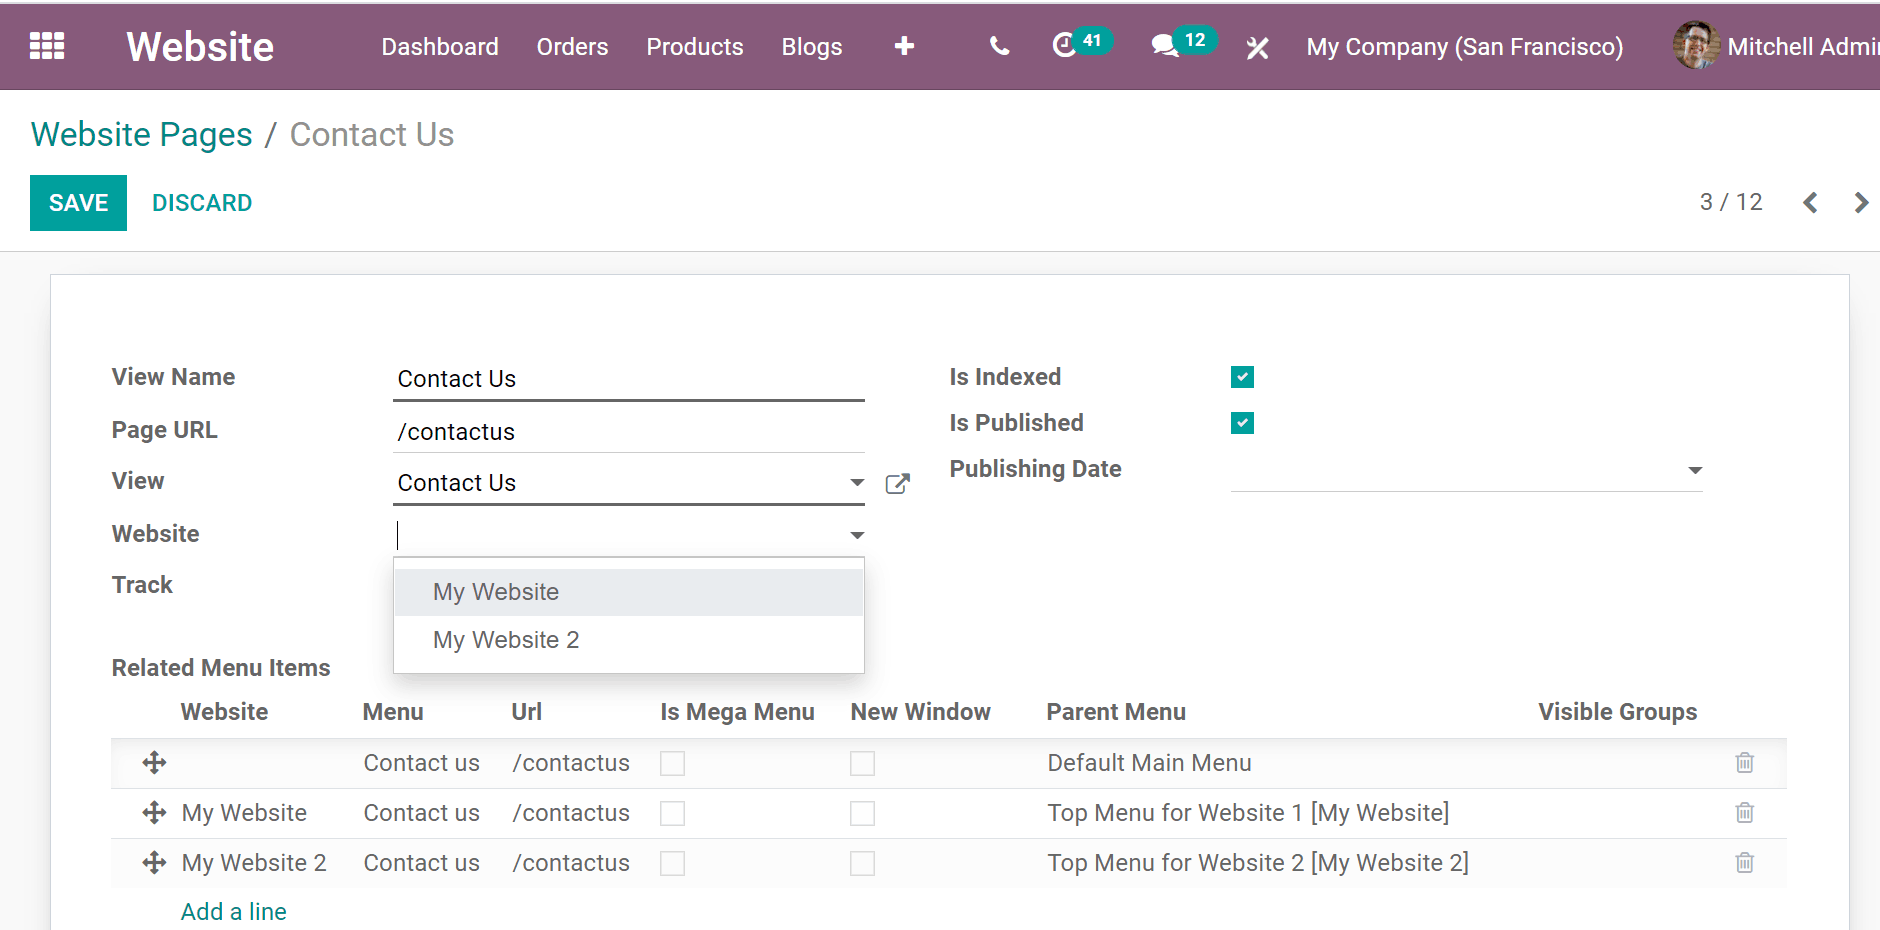 Website Dashboard Orders Products Blogs 41 12 My Company (San Francisco) Mitchell Admi
Website Pages / Contact Us
SAVE DISCARD 3 / 12
View Name Contact Us Is Indexed
Page URL /contactus Is Published
View Contact Us Publishing Date
Website
My Website
Track
My Website 2
Related Menu Items
Website Menu Url Is Mega Menu New Window Parent Menu Visible Groups
Contact us /contactus Default Main Menu
My Website Contact us /contactus Top Menu for Website 1 [My Website]
My Website 2 Contact us /contactus Top Menu for Website 2 [My Website 2]
Add a line